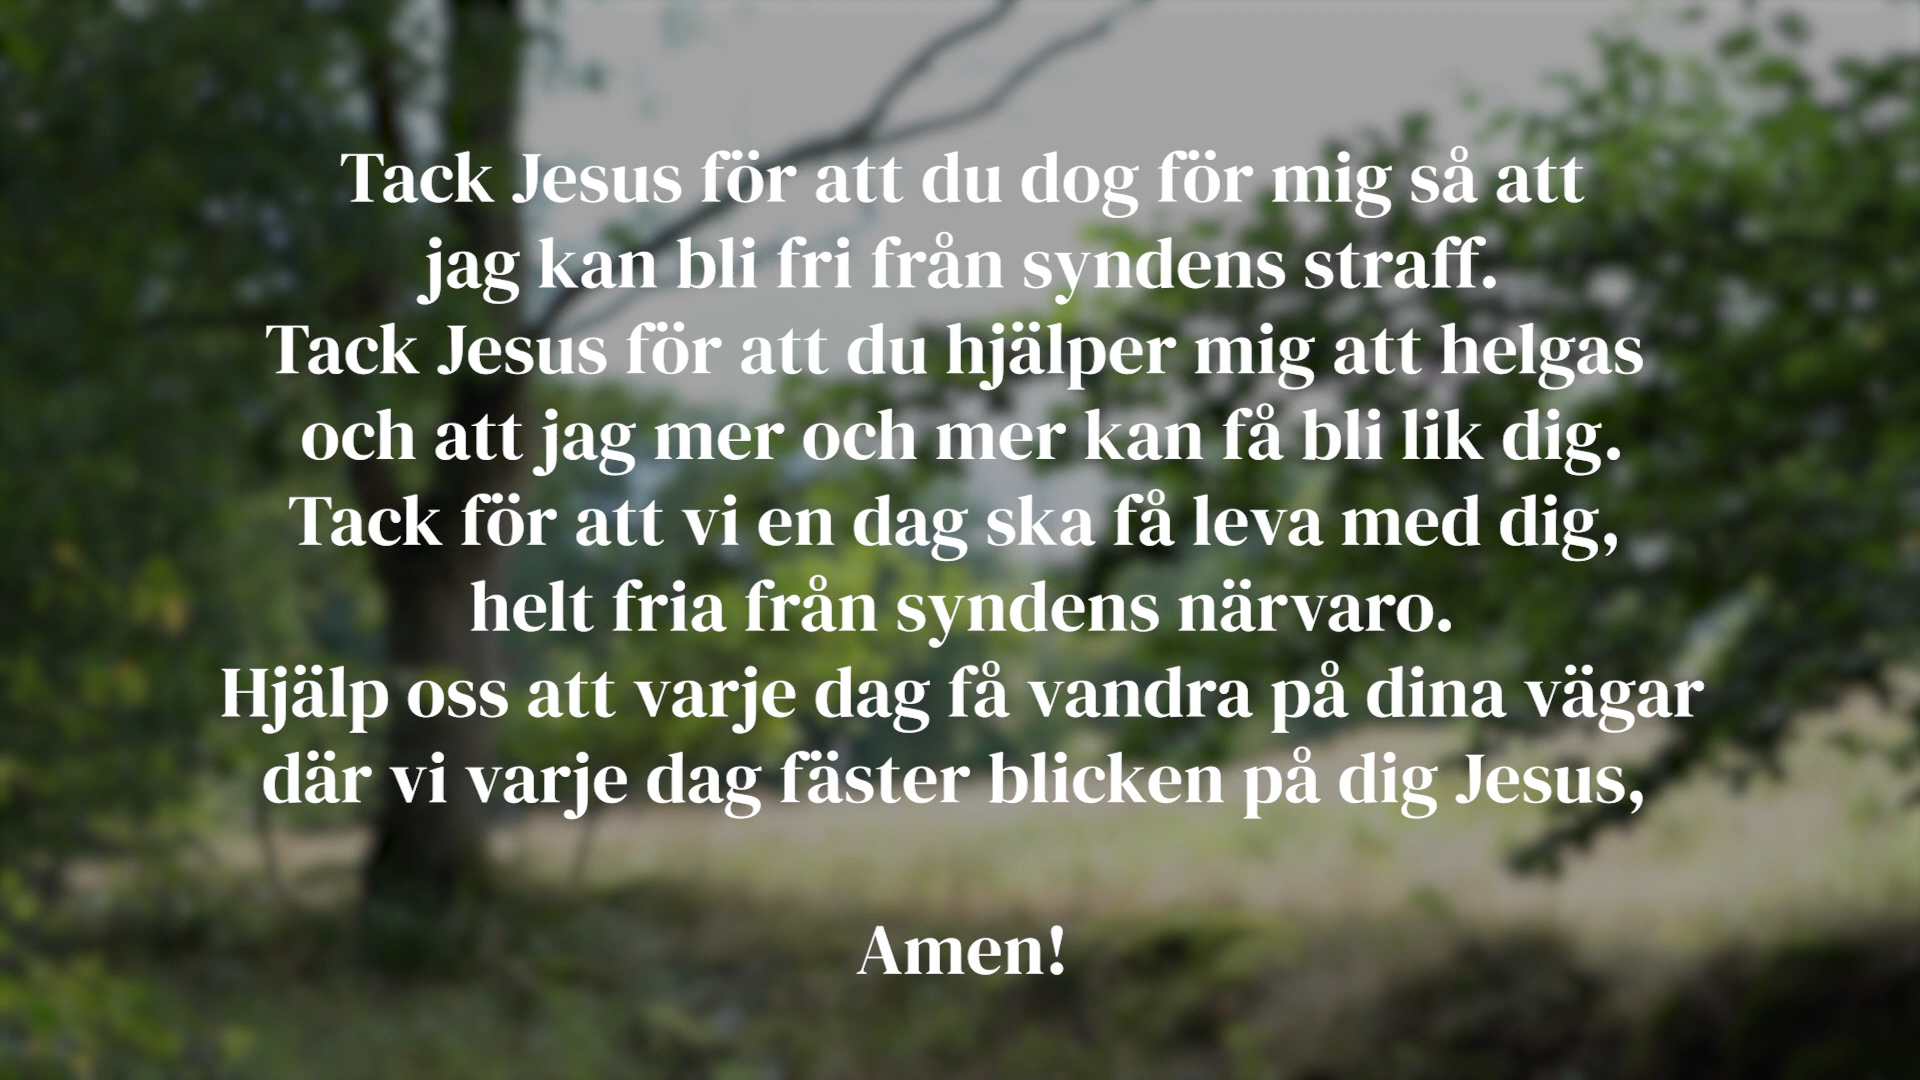 Tack Jesus för att du dog för mig så att
jag kan bli fri från syndens straff.
Tack Jesus för att du hjälper mig att helgas
och att jag mer och mer kan få bli lik dig.
Tack för att vi en dag ska få leva med dig,
helt fria från syndens närvaro.
Hjälp oss att varje dag få vandra på dina vägar
där vi varje dag fäster blicken på dig Jesus,
Amen!